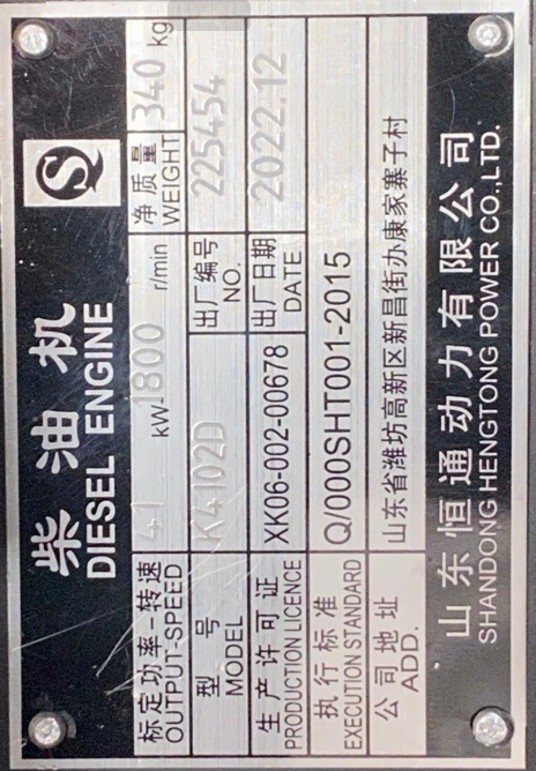 柴油机
DIESEL ENGINE
标定功率-转速 41 kW- 1800 r/min 净质量 340 kg
OUTPUT-SPEED WEIGHT
型号 K4102D 出厂编号 225454
MODEL NO.
生产许可证 XK06-002-00678 出厂日期 2022.12
PRODUCTION LICENCE DATE
执行标准 Q/000SHT001-2015
EXECUTION STANDARD
公司地址 山东省潍坊高新区新昌街办康家寨子村
ADD.
山东恒通动力有限公司
SHANDONG HENGTONG POWER CO.,LTD.